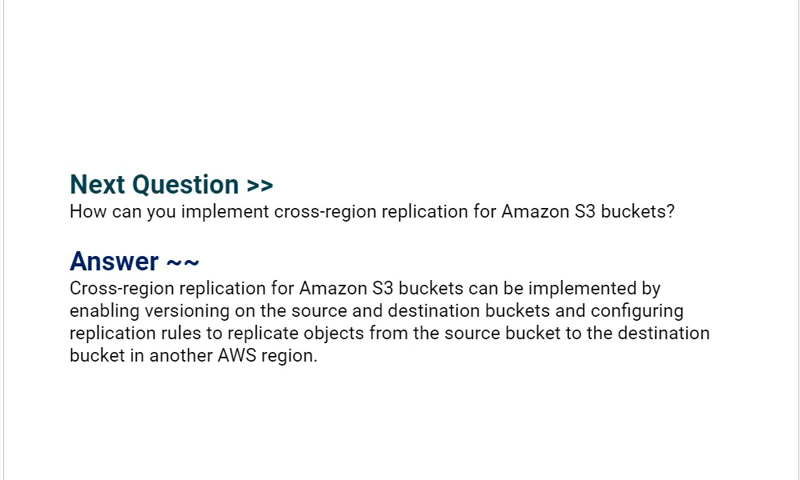 Next Question >>
How can you implement cross-region replication for Amazon S3 buckets?
Answer ~~
Cross-region replication for Amazon S3 buckets can be implemented by
enabling versioning on the source and destination buckets and configuring
replication rules to replicate objects from the source bucket to the destination
bucket in another AWS region.